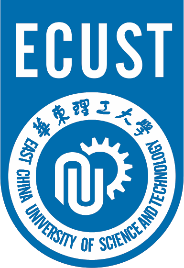 ECUST
華東理工大學
EAST CHINA UNIVERSITY OF SCIENCE AND TECHNOLOGY